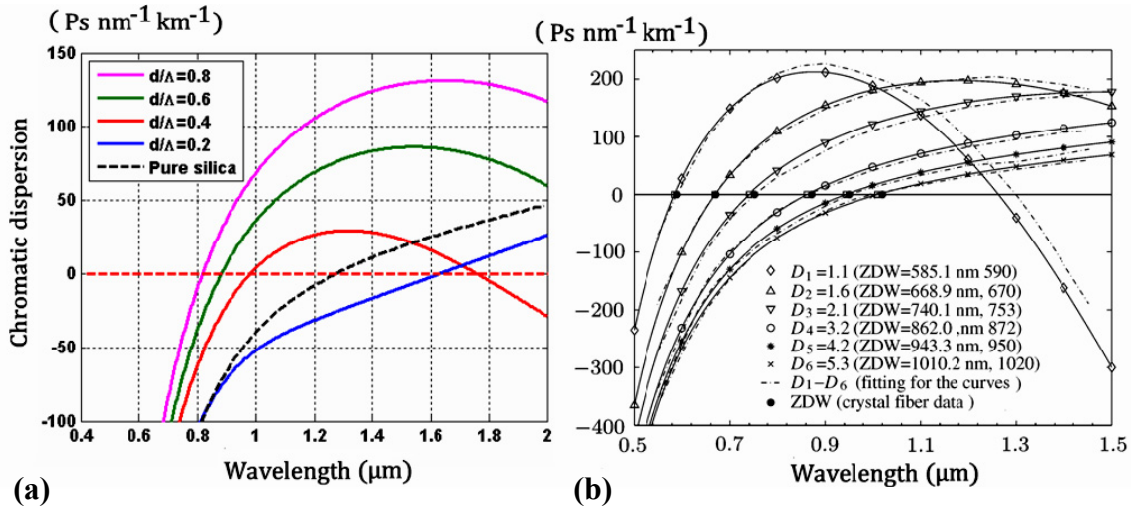 ( Ps nm-1 km-1)
150
100
50
0
-50
-100
Chromatic dispersion
d/Λ=0.8
d/Λ=0.6
d/Λ=0.4
d/Λ=0.2
Pure silica
0.4 0.6 0.8 1 1.2 1.4 1.6 1.8 2
Wavelength (μm)
(a)
( Ps nm-1 km-1)
200
100
0
−100
−200
−300
−400
D1 =1.1 (ZDW=585.1 nm 590)
D2 =1.6 (ZDW=668.9 nm, 670)
D3 =2.1 (ZDW=740.1 nm, 753)
D4 =3.2 (ZDW=862.0 ,nm 872)
D5 =4.2 (ZDW=943.3 nm, 950)
D6 =5.3 (ZDW=1010.2 nm, 1020)
D1−D6 (fitting for the curves )
ZDW (crystal fiber data )
0.5 0.7 0.9 1.1 1.3 1.5
Wavelength (μm)
(b)